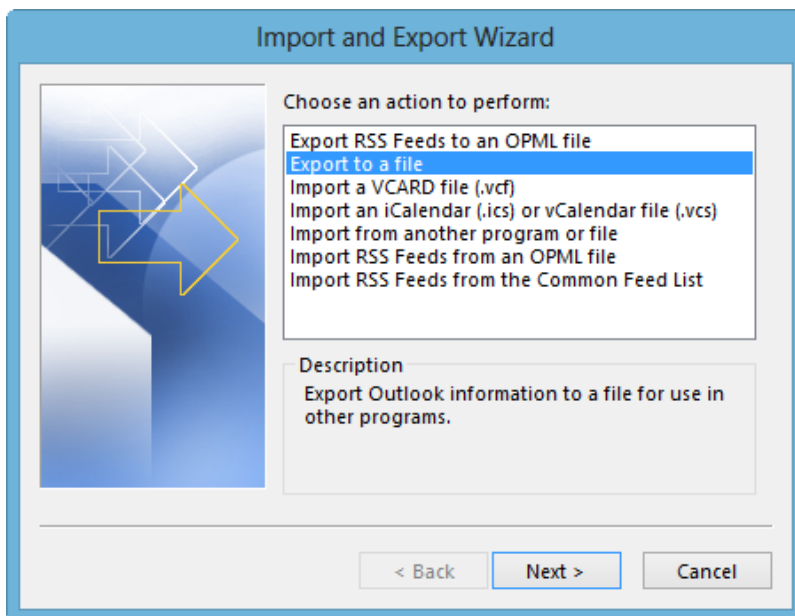 Import and Export Wizard
Choose an action to perform:
Export RSS Feeds to an OPML file
Export to a file
Import a VCARD file (.vcf)
Import an iCalendar (.ics) or vCalendar file (.vcs)
Import from another program or file
Import RSS Feeds from an OPML file
Import RSS Feeds from the Common Feed List
Description
Export Outlook information to a file for use in
other programs.
< Back
Next >
Cancel